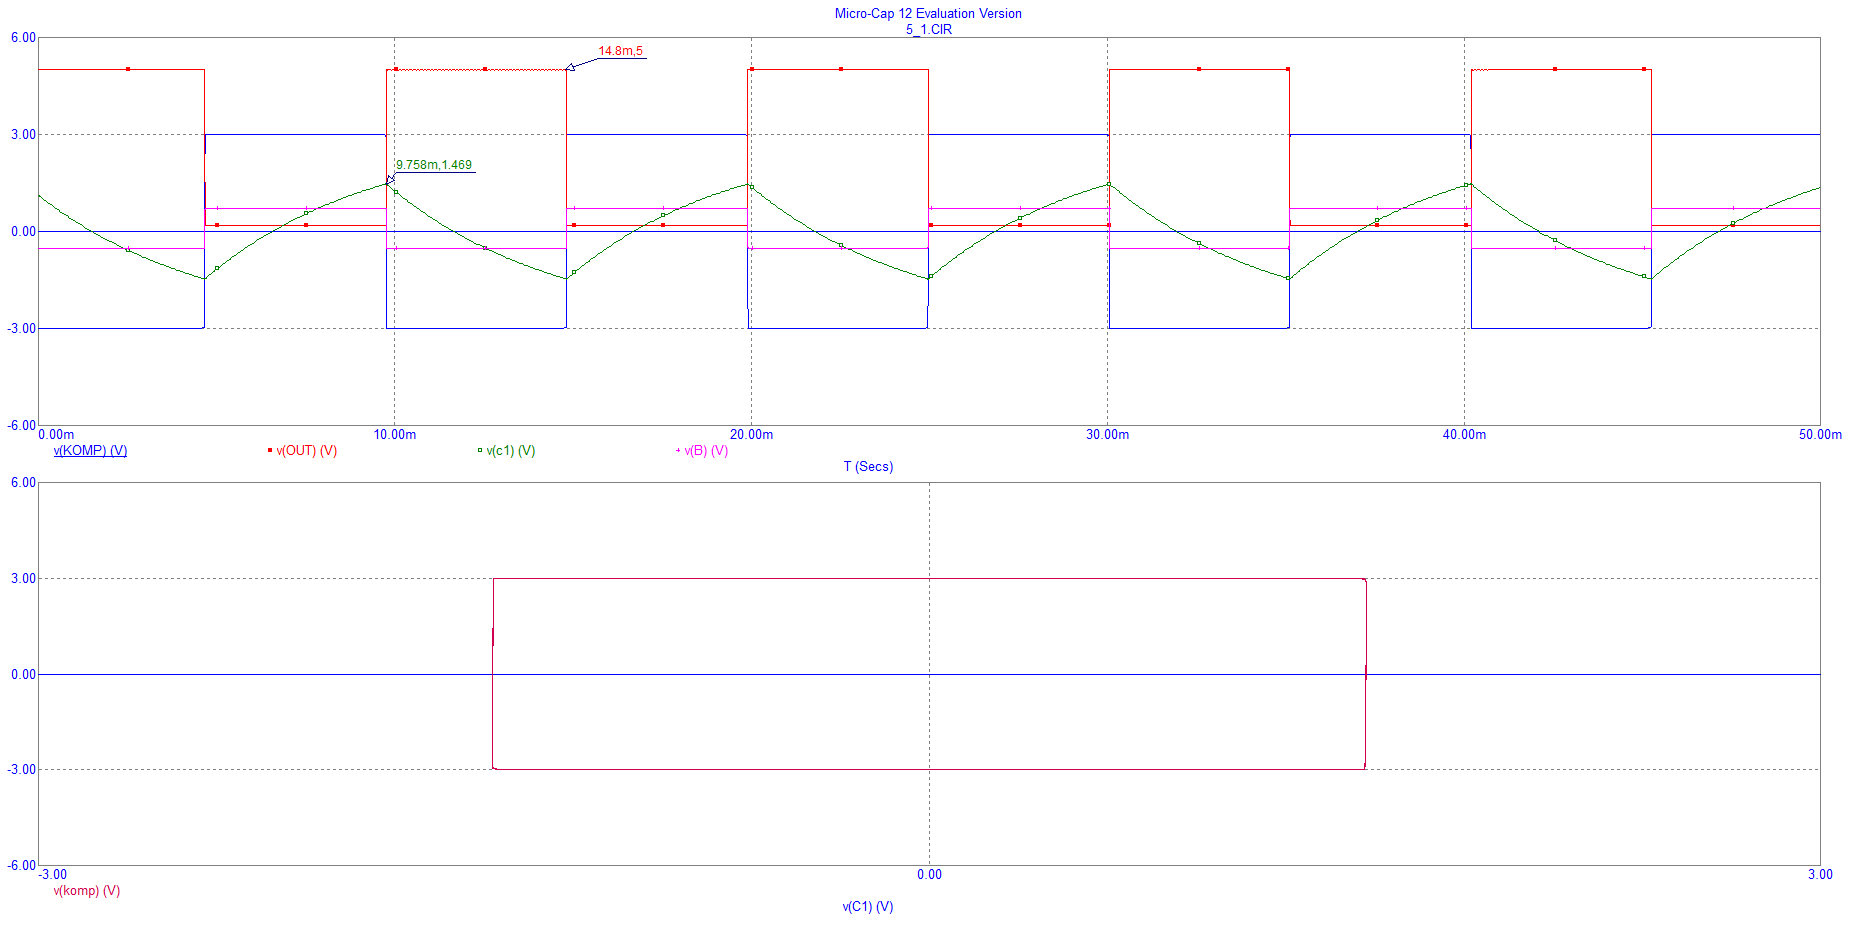 Micro-Cap 12 Evaluation Version
5_1.CIR
6.00
14.8m,5
3.00
9.758m,1.469
0.00
-3.00
-6.00
0.00m 10.00m 20.00m 30.00m 40.00m 50.00m
v(KOMP) (V) v(OUT) (V) v(c1) (V) v(B) (V)
T (Secs)
6.00
3.00
0.00
-3.00
-6.00
-3.00 0.00 3.00
v(komp) (V)
v(C1) (V)